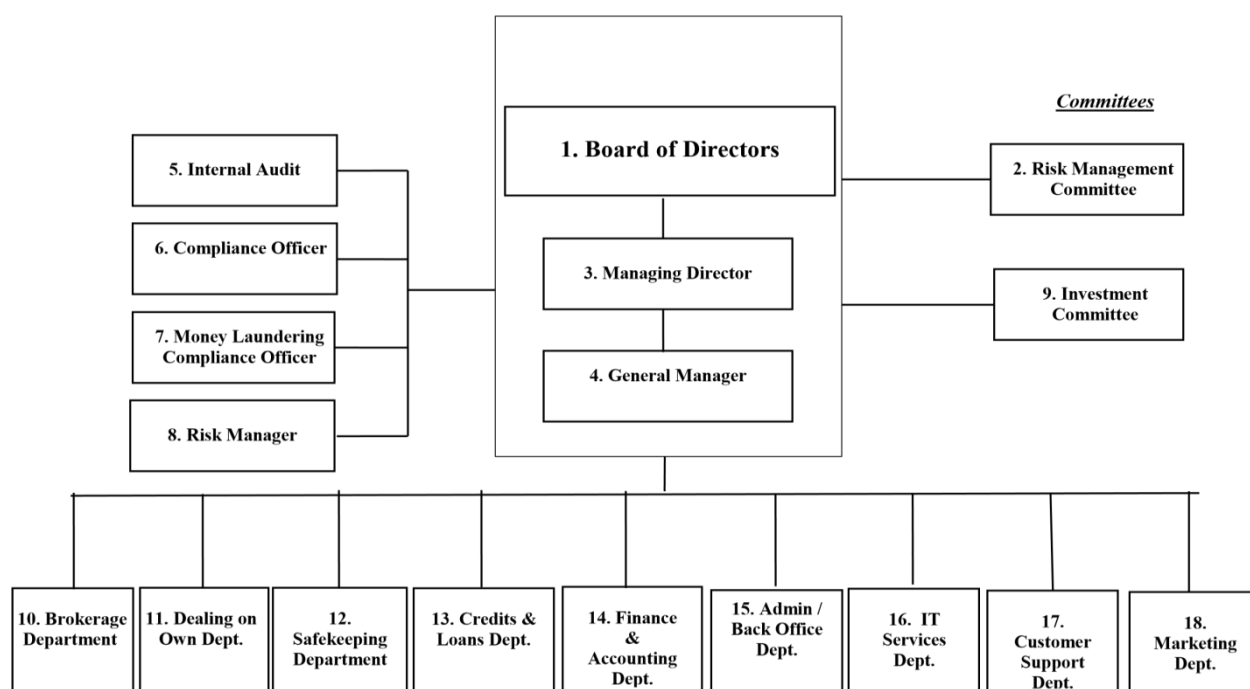 Committees
1. Board of Directors
2. Risk Management
Committee
3. Managing Director
4. General Manager
5. Internal Audit
6. Compliance Officer
7. Money Laundering
Compliance Officer
8. Risk Manager
9. Investment
Committee
10. Brokerage
Department
11. Dealing on
Own Dept.
12.
Safekeeping
Department
13. Credits &
Loans Dept.
14. Finance
&
Accounting
Dept.
15. Admin /
Back Office
Dept.
16. IT
Services
Dept.
17.
Customer
Support
Dept.
18.
Marketing
Dept.